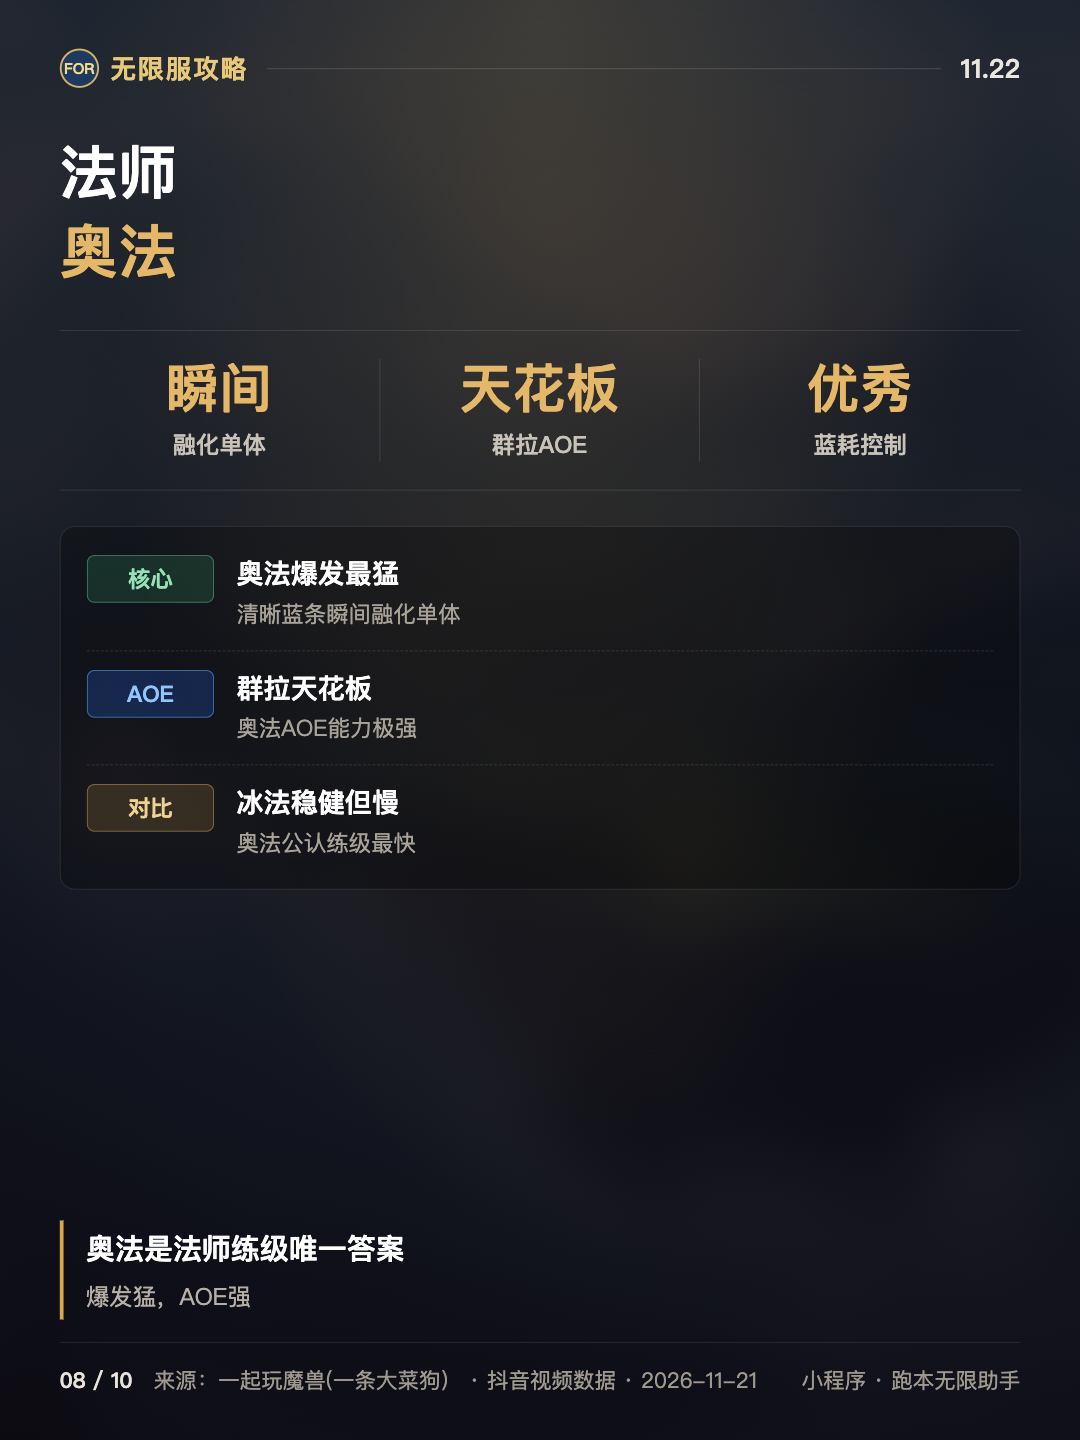 FOR 无限服攻略 11.22
法师
奥法
瞬间 天花板 优秀
融化单体 群拉AOE 蓝耗控制
核心 奥法爆发最猛
清晰蓝条瞬间融化单体
AOE 群拉天花板
奥法AOE能力极强
对比 冰法稳健但慢
奥法公认练级最快
奥法是法师练级唯一答案
爆发猛，AOE强
08 / 10 来源：一起玩魔兽(一条大菜狗) · 抖音视频数据 · 2026-11-21 小程序 · 跑本无限助手